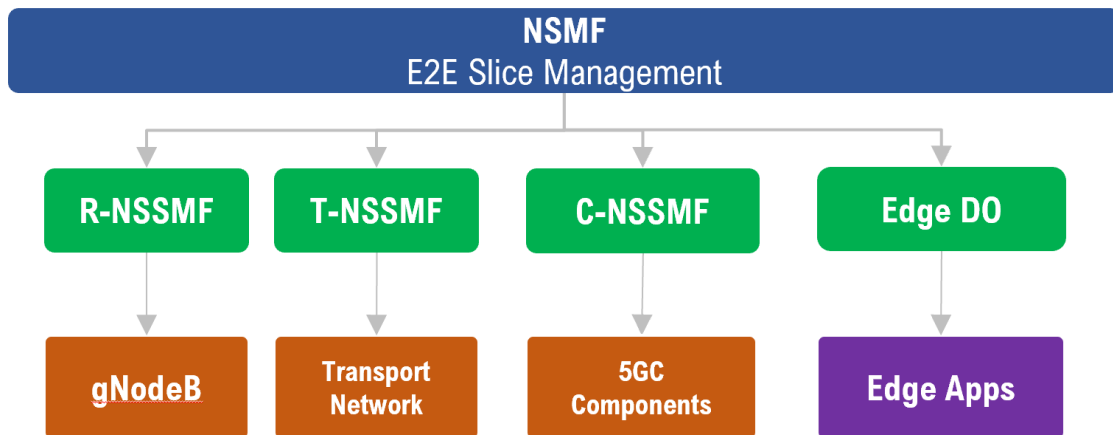 NSMF
E2E Slice Management
R-NSSMF
T-NSSMF
C-NSSMF
Edge DO
gNodeB
Transport
Network
5GC
Components
Edge Apps